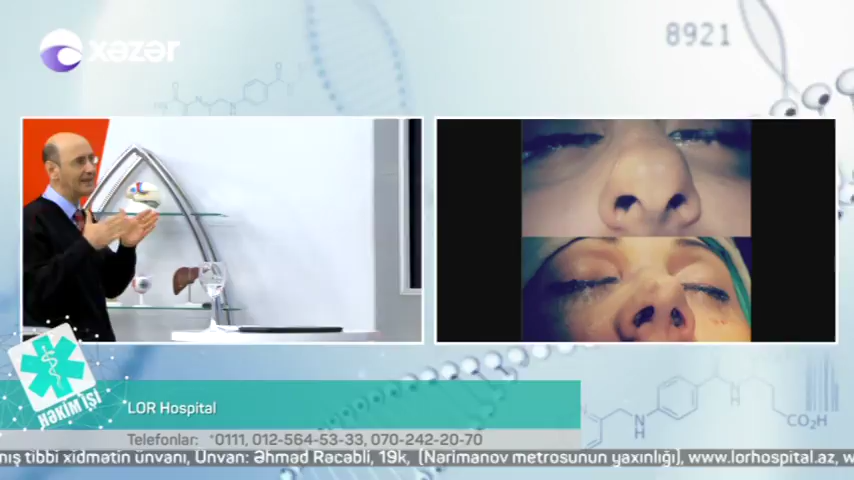 xəzər
8921
HƏKİM İŞİ
LOR Hospital
Telefonlar: *0111, 012-564-53-33, 070-242-20-70
CO₂H
N
H
H
N
nış tibbi xidmətin ünvanı, Ünvan: Əhməd Rəcəbli, 19k, (Nərimanov metrosunun yaxınlığı), www.lorhospital.az, w